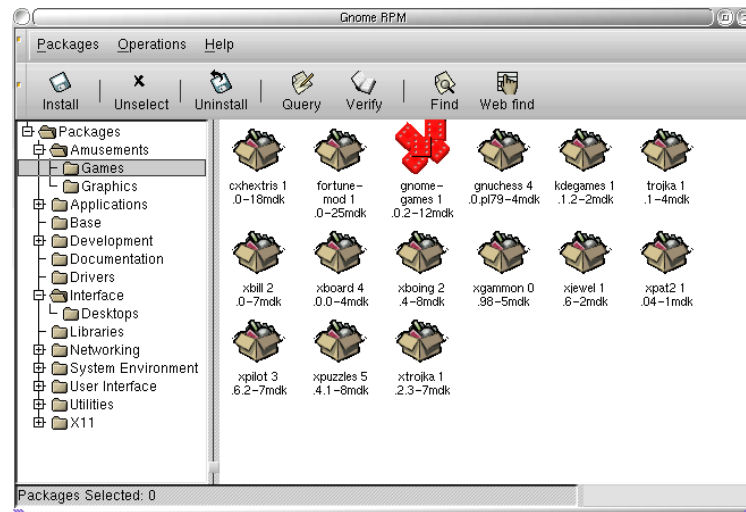 Gnome RPM
Packages Operations Help
Install Unselect Uninstall Query Verify Find Web find
Packages
Amusements
Games
Graphics
Applications
Base
Development
Documentation
Drivers
Interface
Desktops
Libraries
Networking
System Environment
User Interface
Utilities
X11
cxhextris 1
.0-18mdk
fortune-
mod 1
.0-25mdk
gnome-
games 1
.0.2-12mdk
gnuchess 4
.0.pl79-4mdk
kdegames 1
.1.2-2mdk
trojka 1
.1-4mdk
xbill 2
.0-7mdk
xboard 4
.0.0-4mdk
xboing 2
.4-8mdk
xgammon 0
.98-5mdk
xjewel 1
.6-2mdk
xpat2 1
.04-1mdk
xpilot 3
.6.2-7mdk
xpuzzles 5
.4.1-8mdk
xtrojka 1
.2.3-7mdk
Packages Selected: 0